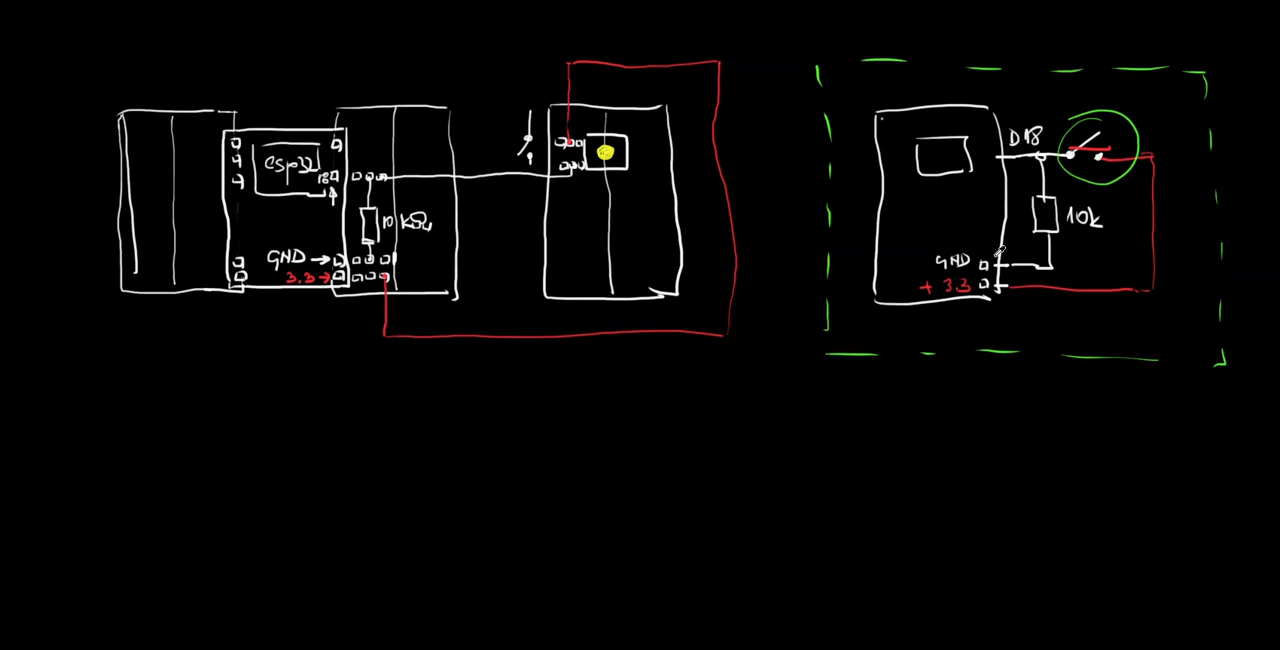 Esp32
18
10 kΩ
GND →
3.3 →
D18
10k
GND
+ 3.3